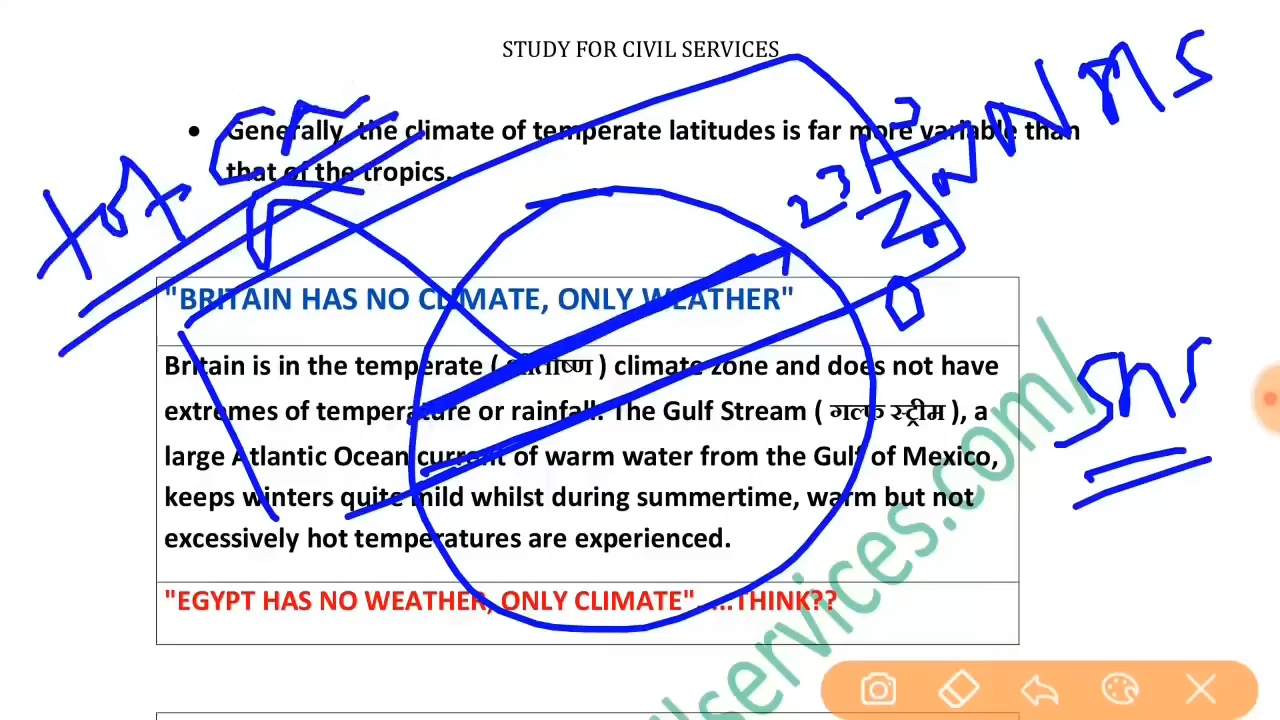 STUDY FOR CIVIL SERVICES
• Generally, the climate of temperate latitudes is far more variable than
that of the tropics.
"BRITAIN HAS NO CLIMATE, ONLY WEATHER"
Britain is in the temperate ( शीतोष्ण ) climate zone and does not have
extremes of temperature or rainfall. The Gulf Stream ( गल्फ स्ट्रीम ), a
large Atlantic Ocean current of warm water from the Gulf of Mexico,
keeps winters quite mild whilst during summertime, warm but not
excessively hot temperatures are experienced.
"EGYPT HAS NO WEATHER, ONLY CLIMATE"....THINK??
23
0
lservices.com/